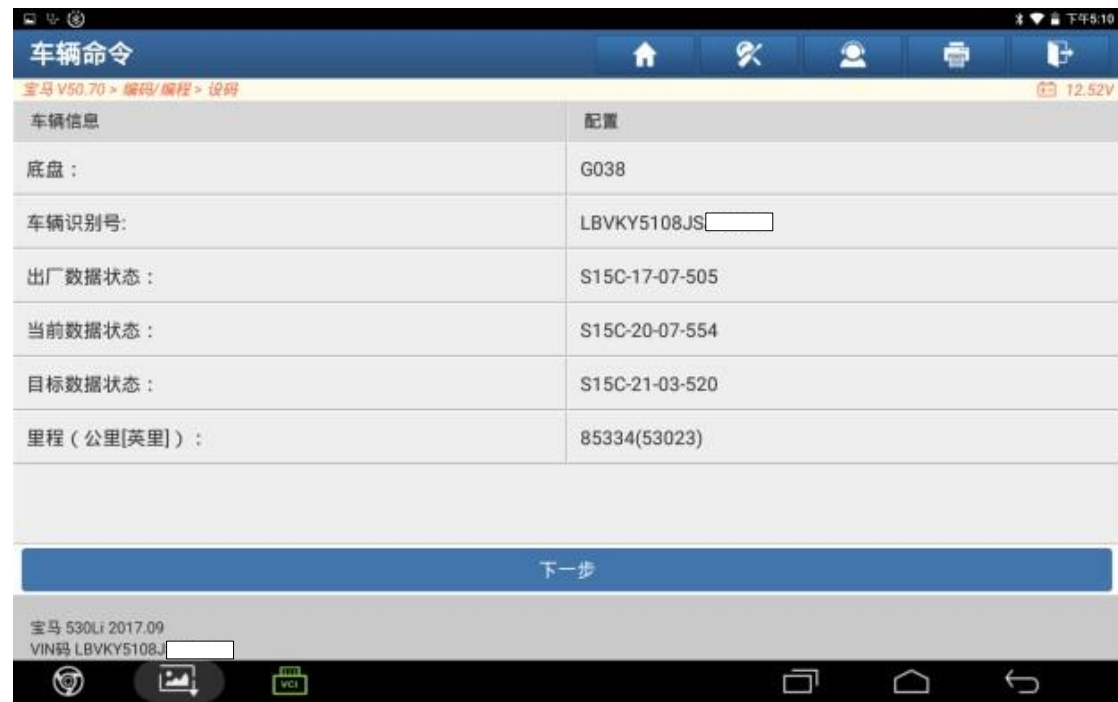 下午5:10
车辆命令
宝马 V50.70 > 编码/编程 > 设码
12.52V
车辆信息 配置
底盘： G038
车辆识别号: LBVKY5108JS
出厂数据状态： S15C-17-07-505
当前数据状态： S15C-20-07-554
目标数据状态： S15C-21-03-520
里程（公里[英里]）： 85334(53023)
下一步
宝马 530Li 2017.09
VIN码 LBVKY5108J
VCI